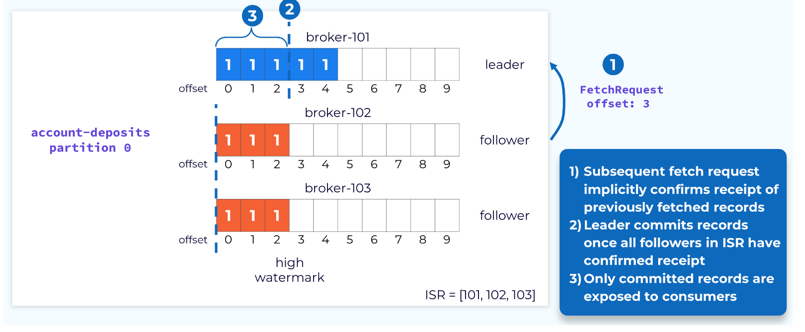 3
2
broker-101
1 1 1 1 1
leader
offset 0 1 2 3 4 5 6 7 8 9
1
FetchRequest
offset: 3
account-deposits
partition 0
broker-102
1 1 1
follower
offset 0 1 2 3 4 5 6 7 8 9
broker-103
1 1 1
follower
offset 0 1 2 3 4 5 6 7 8 9
high
watermark
ISR = [101, 102, 103]
1) Subsequent fetch request
implicitly confirms receipt of
previously fetched records
2) Leader commits records
once all followers in ISR have
confirmed receipt
3) Only committed records are
exposed to consumers